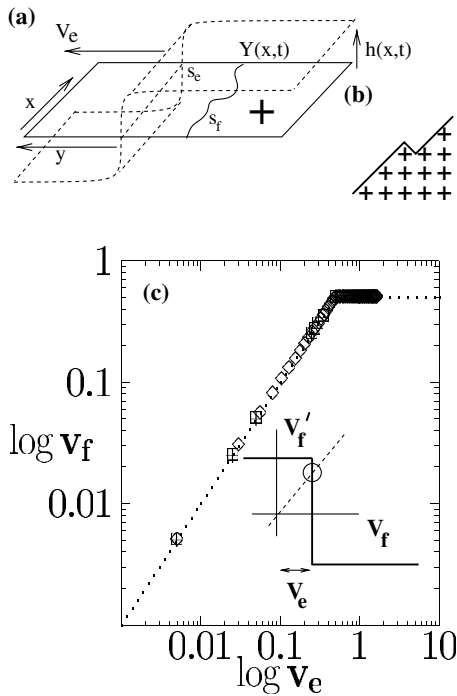 (a)
V_e
Y(x,t)
h(x,t)
x
s_e
s_f
+
y
(b)
+
+ +
+ + + +
+ + + + +
(c)
1
0.1
0.01
log v_f
V_f'
V_f
V_e
0.01 0.1 1 10
log v_e